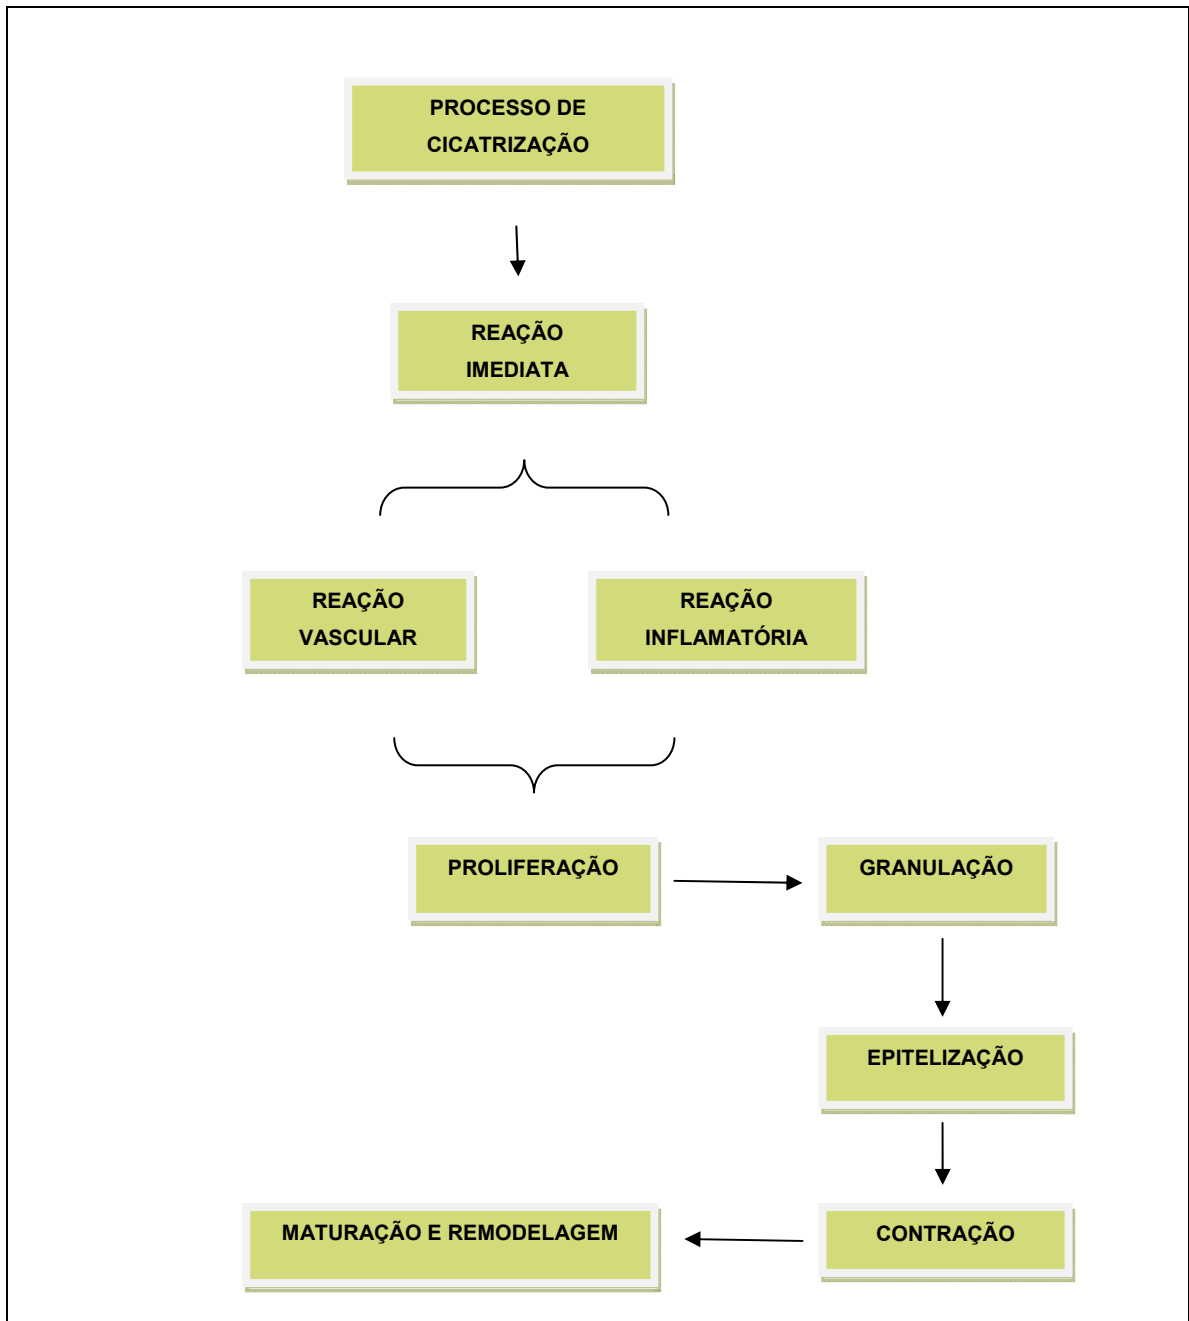 PROCESSO DE
CICATRIZAÇÃO
REAÇÃO
IMEDIATA
REAÇÃO
VASCULAR
REAÇÃO
INFLAMATÓRIA
PROLIFERAÇÃO
GRANULAÇÃO
EPITELIZAÇÃO
CONTRAÇÃO
MATURAÇÃO E REMODELAGEM